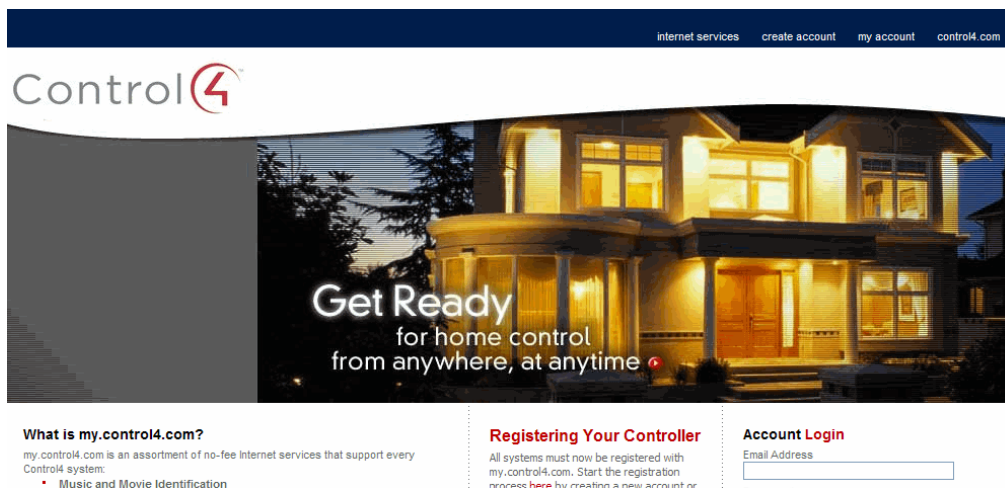 internet services create account my account control4.com
Control4™
Get Ready
for home control
from anywhere, at anytime
What is my.control4.com?
my.control4.com is an assortment of no-fee Internet services that support every
Control4 system:
Music and Movie Identification
Registering Your Controller
All systems must now be registered with
my.control4.com. Start the registration
process here by creating a new account or
Account Login
Email Address